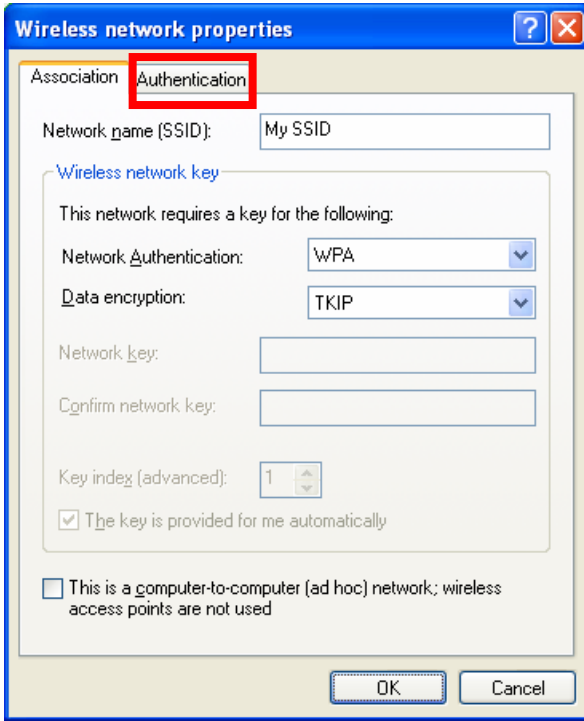 Wireless network properties
Association Authentication
Network name (SSID): My SSID
Wireless network key
This network requires a key for the following:
Network Authentication: WPA
Data encryption: TKIP
Network key:
Confirm network key:
Key index (advanced): 1
The key is provided for me automatically
This is a computer-to-computer (ad hoc) network; wireless
access points are not used
OK Cancel